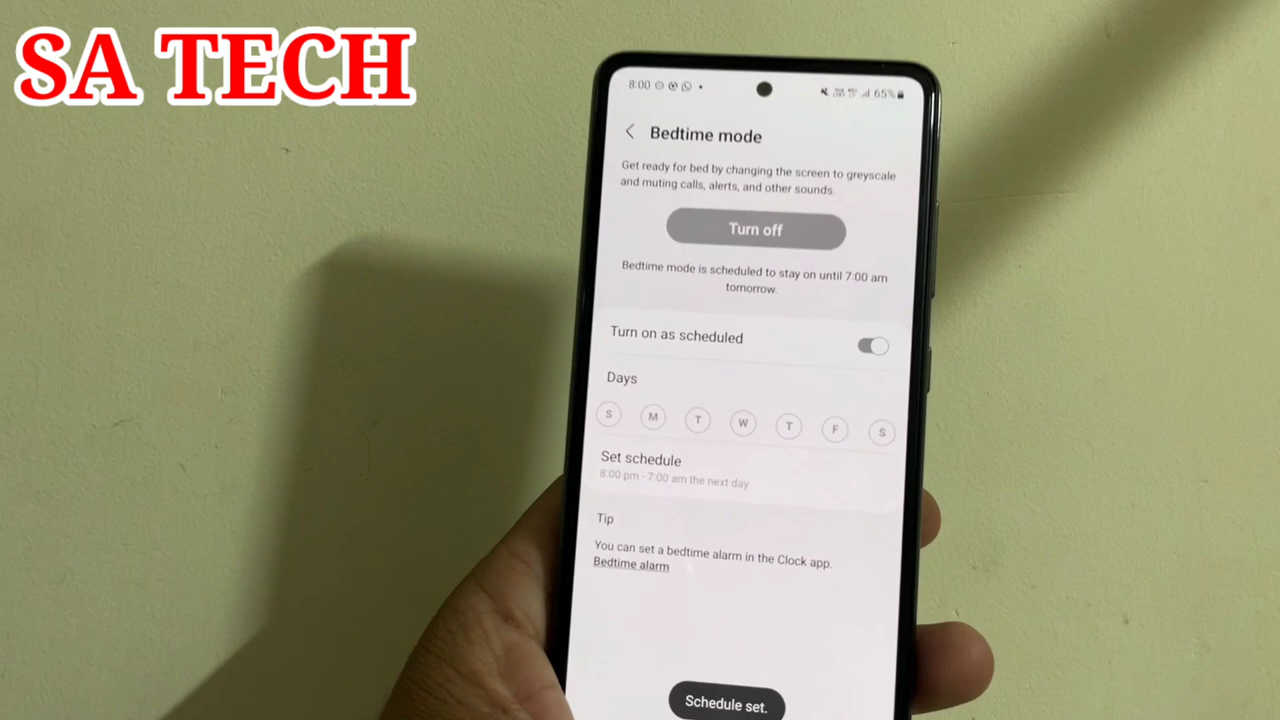 SA TECH
8:00
65%
Bedtime mode
Get ready for bed by changing the screen to greyscale
and muting calls, alerts, and other sounds.
Turn off
Bedtime mode is scheduled to stay on until 7:00 am
tomorrow.
Turn on as scheduled
Days
S M T W T F S
Set schedule
8:00 pm - 7:00 am the next day
Tip
You can set a bedtime alarm in the Clock app.
Bedtime alarm
Schedule set.